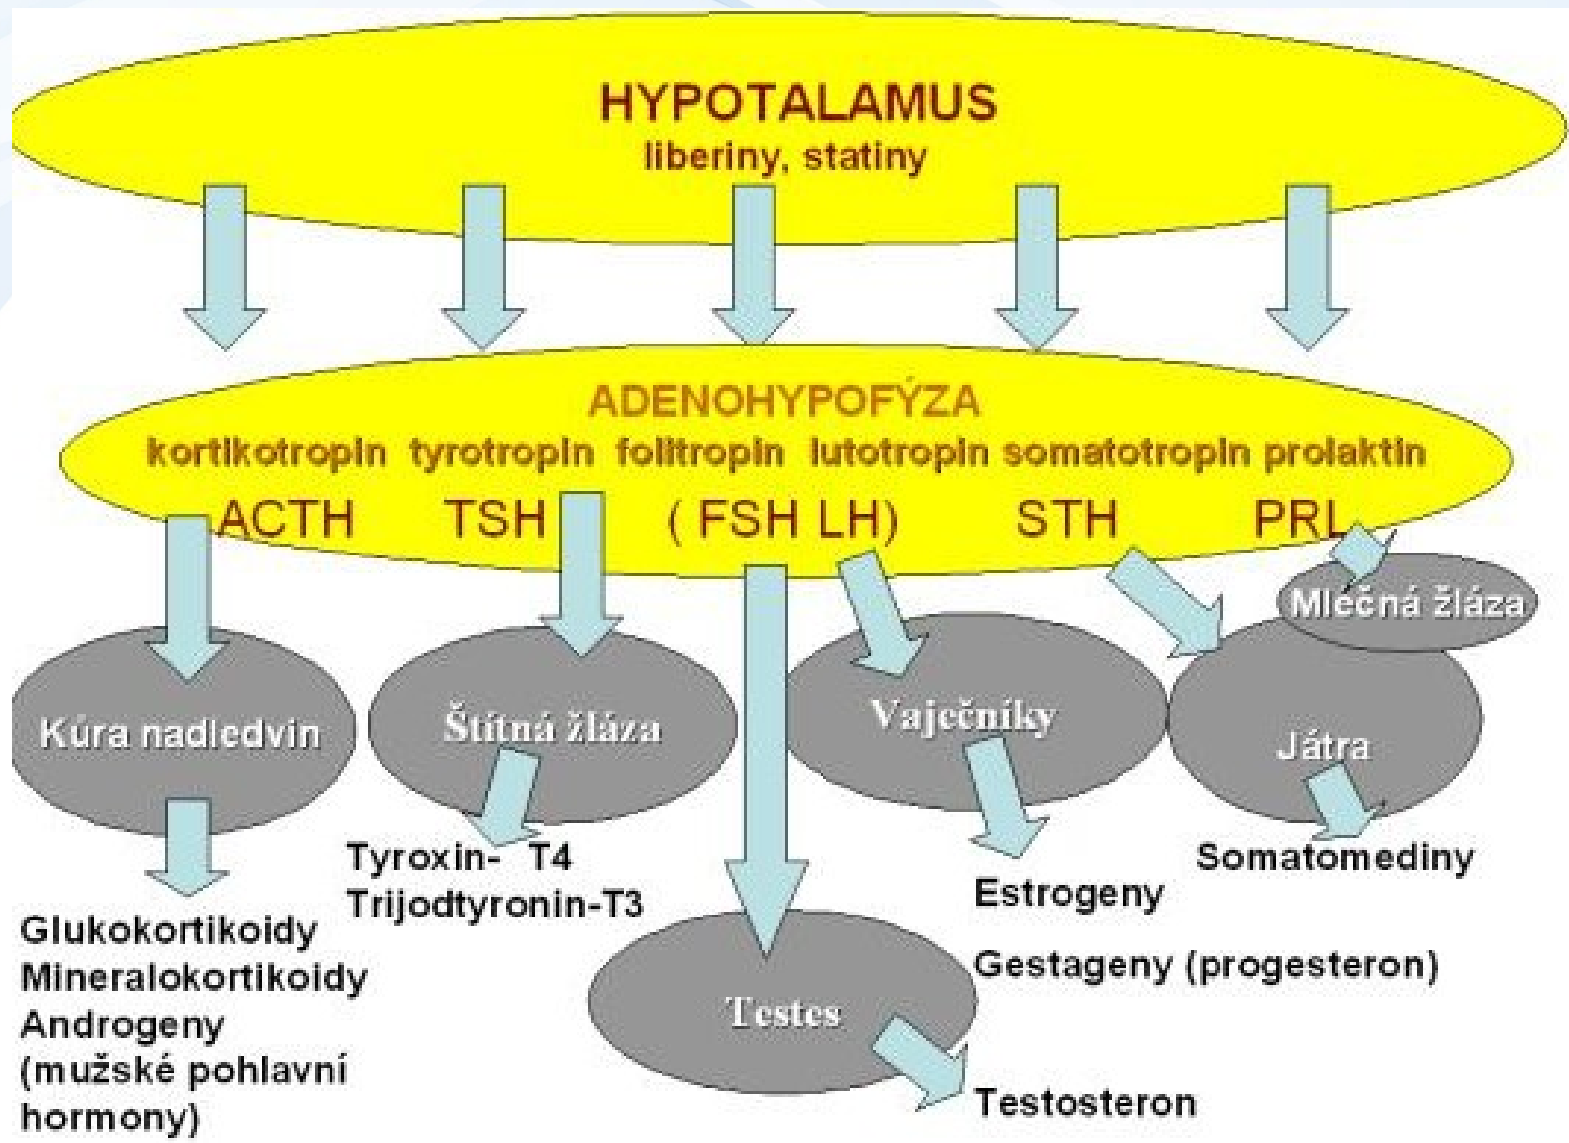 HYPOTALAMUS
liberiny, statiny
ADENOHYPOFÝZA
kortikotropin tyrotropin folitropin lutotropin somatotropin prolaktin
ACTH TSH ( FSH LH) STH PRL
Mléčná žláza
Kúra nadledvin
Štítná žláza
Vaječníky
Játra
Tyroxin- T4
Trijodtyronin-T3
Somatomediny
Estrogeny
Gestageny (progesteron)
Glukokortikoidy
Mineralokortikoidy
Androgeny
(mužské pohlavní
hormony)
Testes
Testosteron